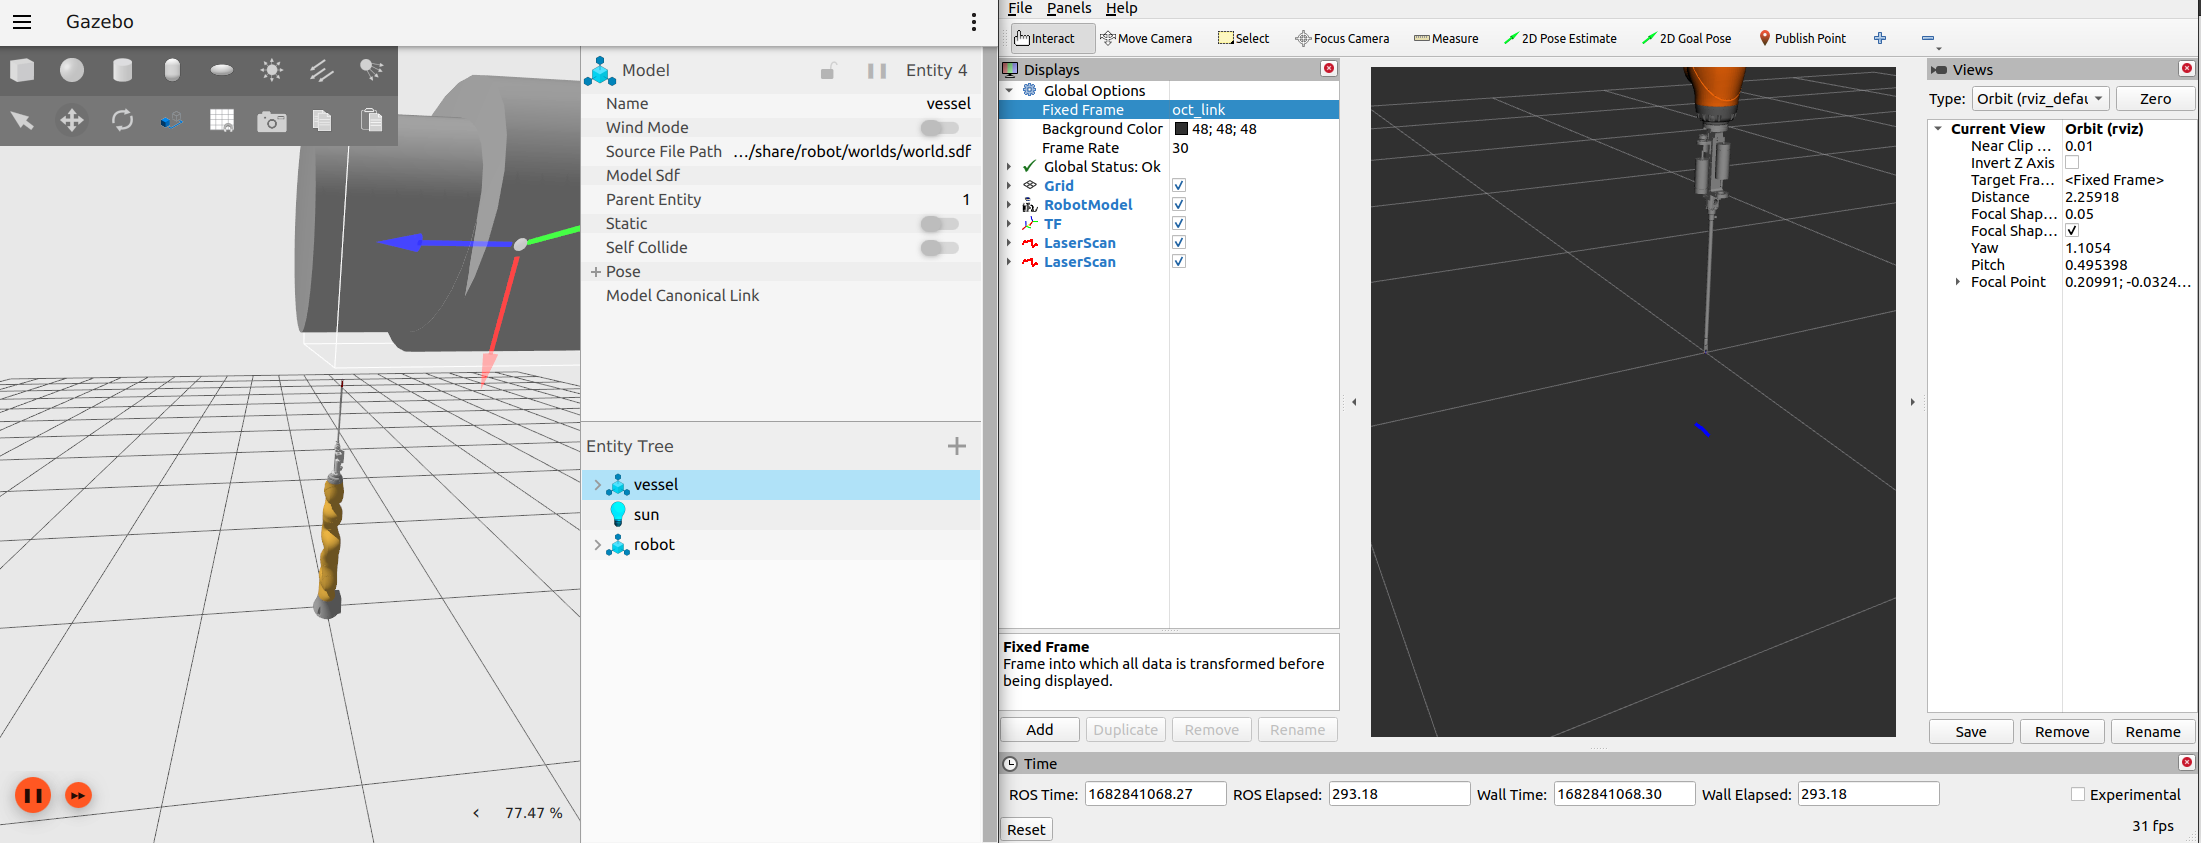 Gazebo
Model
Entity 4
Name vessel
Wind Mode
Source File Path .../share/robot/worlds/world.sdf
Model Sdf
Parent Entity 1
Static
Self Collide
Pose
Model Canonical Link
Entity Tree
vessel
sun
robot
77.47 %
File Panels Help
Interact Move Camera Select Focus Camera Measure 2D Pose Estimate 2D Goal Pose Publish Point
Displays
Global Options
Fixed Frame oct_link
Background Color 48; 48; 48
Frame Rate 30
Global Status: Ok
Grid
RobotModel
TF
LaserScan
LaserScan
Fixed Frame
Frame into which all data is transformed before
being displayed.
Add Duplicate Remove Rename
Views
Type: Orbit (rviz_defau Zero
Current View Orbit (rviz)
Near Clip ... 0.01
Invert Z Axis
Target Fra... <Fixed Frame>
Distance 2.25918
Focal Shap... 0.05
Focal Shap...
Yaw 1.1054
Pitch 0.495398
Focal Point 0.20991; -0.0324...
Save Remove Rename
Time
ROS Time: 1682841068.27 ROS Elapsed: 293.18 Wall Time: 1682841068.30 Wall Elapsed: 293.18 Experimental
Reset
31 fps